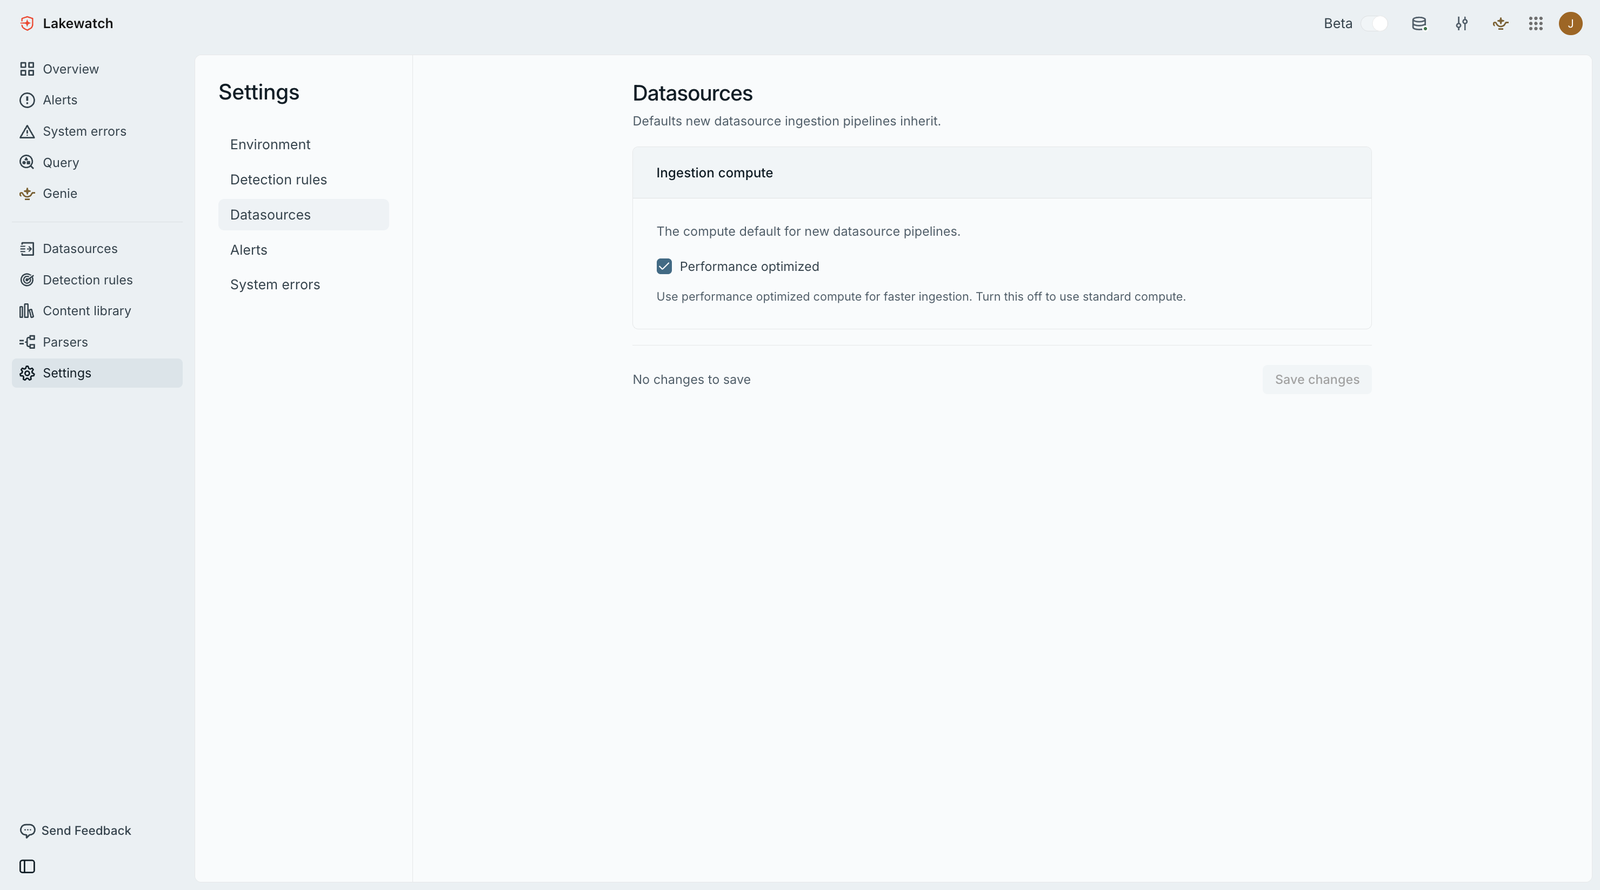 Lakewatch
Beta
J
Overview
Alerts
System errors
Query
Genie
Datasources
Detection rules
Content library
Parsers
Settings
Send Feedback
Settings
Environment
Detection rules
Datasources
Alerts
System errors
Datasources
Defaults new datasource ingestion pipelines inherit.
Ingestion compute
The compute default for new datasource pipelines.
Performance optimized
Use performance optimized compute for faster ingestion. Turn this off to use standard compute.
No changes to save
Save changes